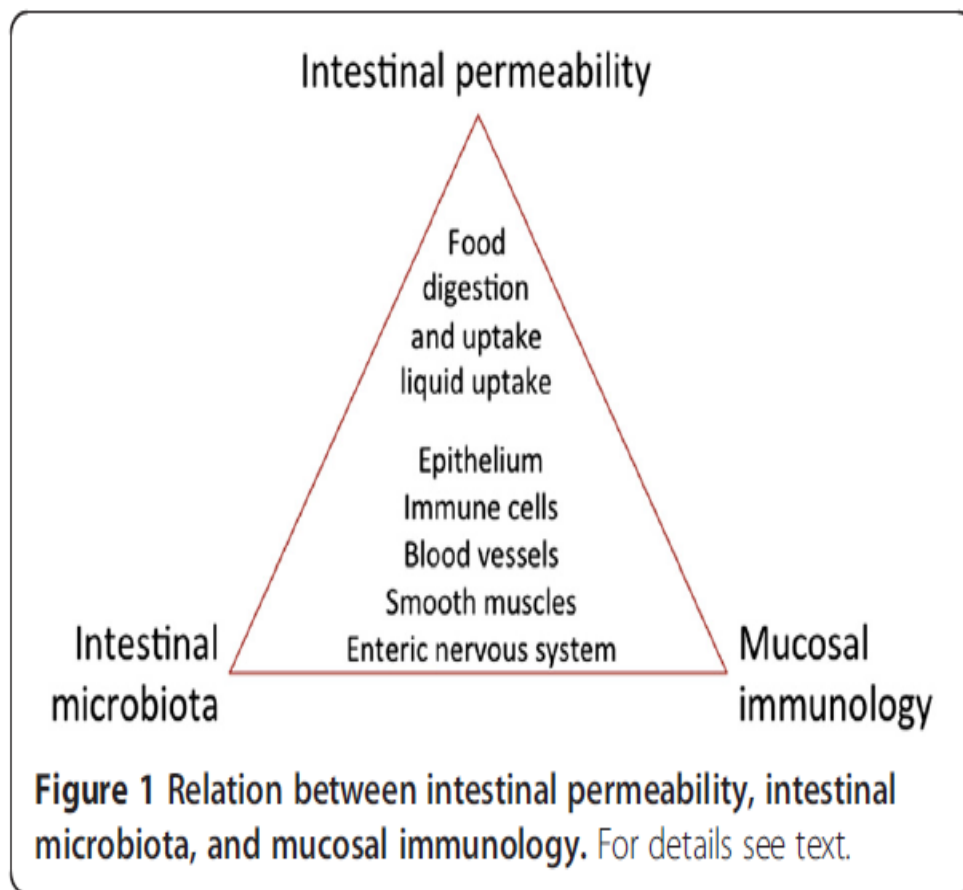 Intestinal permeability
Food
digestion
and uptake
liquid uptake
Epithelium
Immune cells
Blood vessels
Smooth muscles
Enteric nervous system
Intestinal
microbiota
Mucosal
immunology
Figure 1 Relation between intestinal permeability, intestinal
microbiota, and mucosal immunology. For details see text.